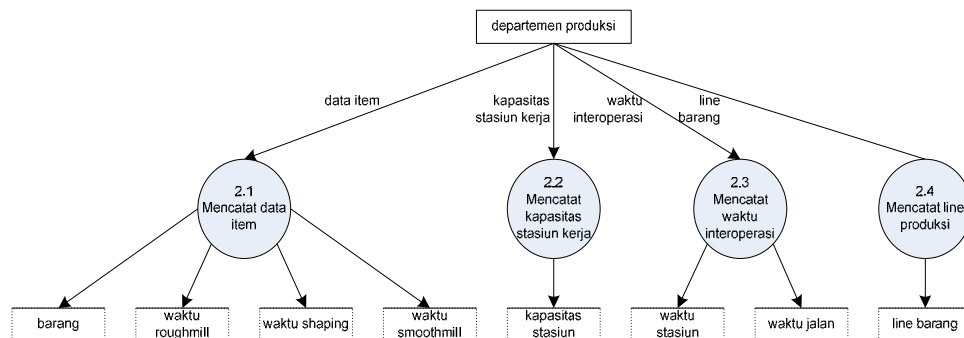 departemen produksi
data item
kapasitas
stasiun kerja
waktu
interoperasi
line
barang
2.1
Mencatat data
item
2.2
Mencatat
kapasitas
stasiun kerja
2.3
Mencatat
waktu
interoperasi
2.4
Mencatat line
produksi
barang
waktu
roughmill
waktu shaping
waktu
smoothmill
kapasitas
stasiun
waktu
stasiun
waktu jalan
line barang